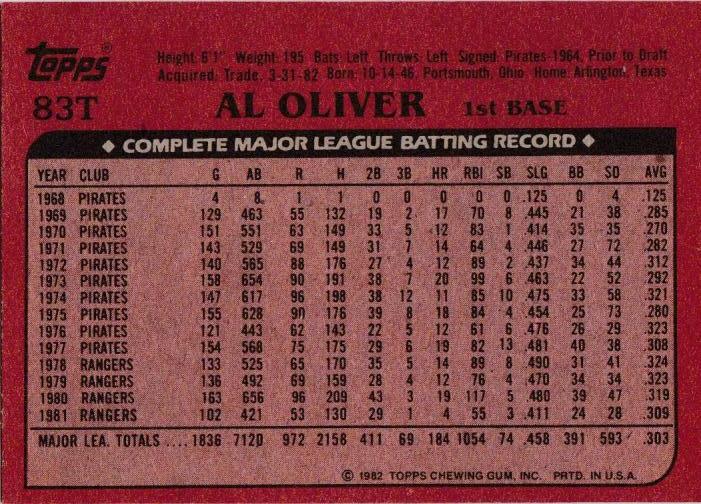 Topps®
Height: 6'1" Weight: 195 Bats: Left Throws: Left Signed: Pirates-1964, Prior to Draft
Acquired: Trade, 3-31-82 Born: 10-14-46, Portsmouth, Ohio Home: Arlington, Texas
83T AL OLIVER 1st BASE
◆ COMPLETE MAJOR LEAGUE BATTING RECORD ◆
YEAR CLUB G AB R H 2B 3B HR RBI SB SLG BB SO AVG
1968 PIRATES 4 8 1 1 0 0 0 0 0 .125 0 4 .125
1969 PIRATES 129 463 55 132 19 2 17 70 8 .445 21 38 .285
1970 PIRATES 151 551 63 149 33 5 12 83 1 .414 35 35 .270
1971 PIRATES 143 529 69 149 31 7 14 64 4 .446 27 72 .282
1972 PIRATES 140 565 88 176 27 4 12 89 2 .437 34 44 .312
1973 PIRATES 158 654 90 191 38 7 20 99 6 .463 22 52 .292
1974 PIRATES 147 617 96 198 38 12 11 85 10 .475 33 58 .321
1975 PIRATES 155 628 90 176 39 8 18 84 4 .454 25 73 .280
1976 PIRATES 121 443 62 143 22 5 12 61 6 .476 26 29 .323
1977 PIRATES 154 568 75 175 29 6 19 82 13 .481 40 38 .308
1978 RANGERS 133 525 65 170 35 5 14 89 8 .490 31 41 .324
1979 RANGERS 136 492 69 159 28 4 12 76 4 .470 34 34 .323
1980 RANGERS 163 656 96 209 43 3 19 117 5 .480 39 47 .319
1981 RANGERS 102 421 53 130 29 1 4 55 3 .411 24 28 .309
MAJOR LEA. TOTALS .... 1836 7120 972 2158 411 69 184 1054 74 .458 391 593 .303
© 1982 TOPPS CHEWING GUM, INC. PRTD. IN U.S.A.